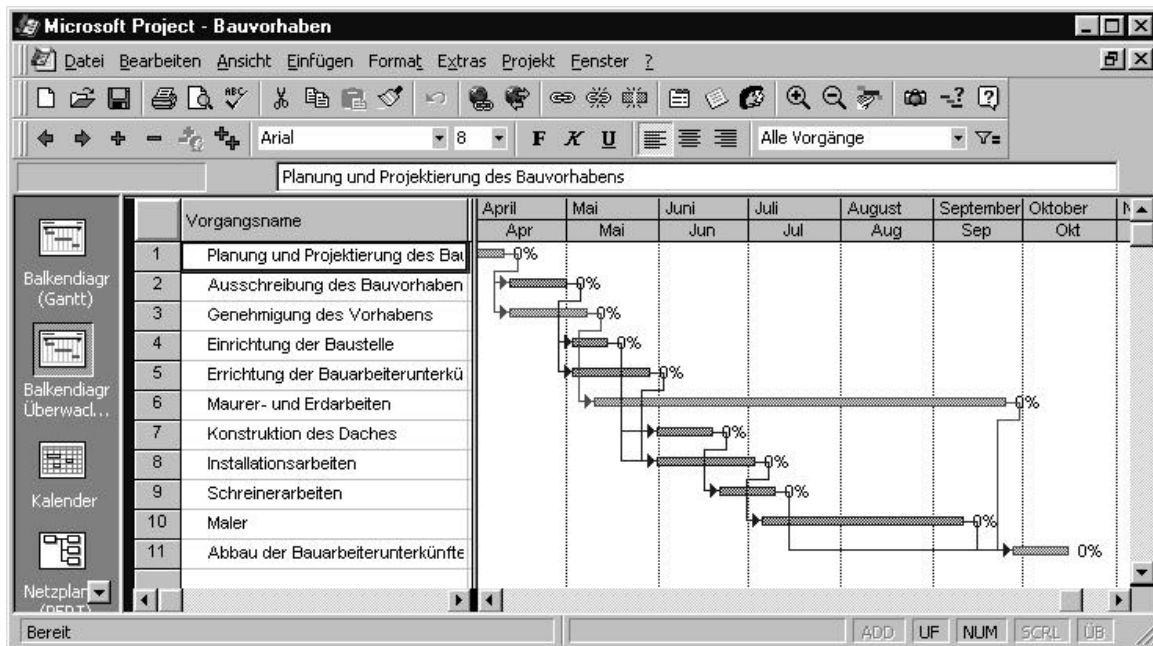 Microsoft Project - Bauvorhaben
Datei Bearbeiten Ansicht Einfügen Format Extras Projekt Fenster ?
ABC
Arial 8 F K U Alle Vorgänge
Planung und Projektierung des Bauvorhabens
Balkendiagr
(Gantt)
Balkendiagr
Überwacl...
Kalender
Netzplan
(PERT)
Vorgangsname
April Mai Juni Juli August September Oktober N
Apr Mai Jun Jul Aug Sep Okt
1 Planung und Projektierung des Bau 0%
2 Ausschreibung des Bauvorhaben 0%
3 Genehmigung des Vorhabens 0%
4 Einrichtung der Baustelle 0%
5 Errichtung der Bauarbeiterunterkü 0%
6 Maurer- und Erdarbeiten 0%
7 Konstruktion des Daches 0%
8 Installationsarbeiten 0%
9 Schreinerarbeiten 0%
10 Maler 0%
11 Abbau der Bauarbeiterunterkünfte 0%
Bereit ADD UF NUM SCRL ÜB